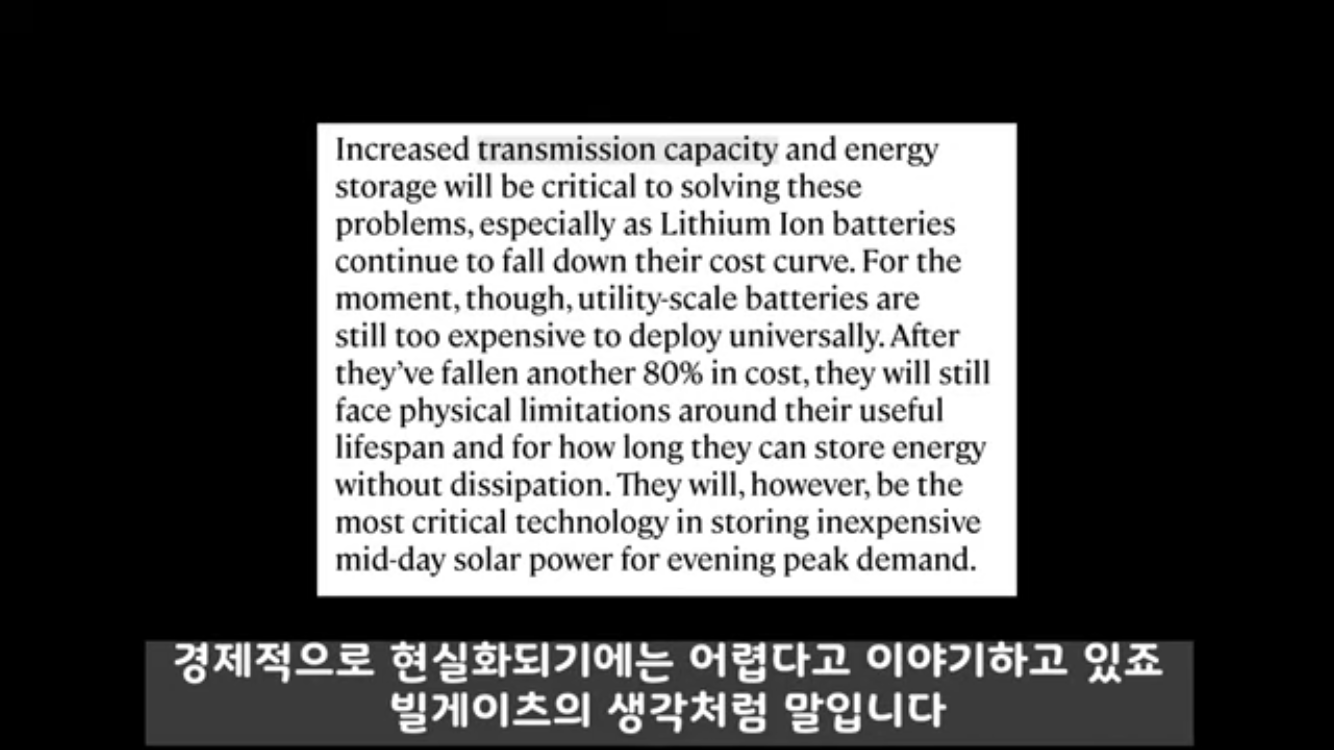 Increased transmission capacity and energy
storage will be critical to solving these
problems, especially as Lithium Ion batteries
continue to fall down their cost curve. For the
moment, though, utility-scale batteries are
still too expensive to deploy universally. After
they’ve fallen another 80% in cost, they will still
face physical limitations around their useful
lifespan and for how long they can store energy
without dissipation. They will, however, be the
most critical technology in storing inexpensive
mid-day solar power for evening peak demand.
경제적으로 현실화되기에는 어렵다고 이야기하고 있죠
빌게이츠의 생각처럼 말입니다